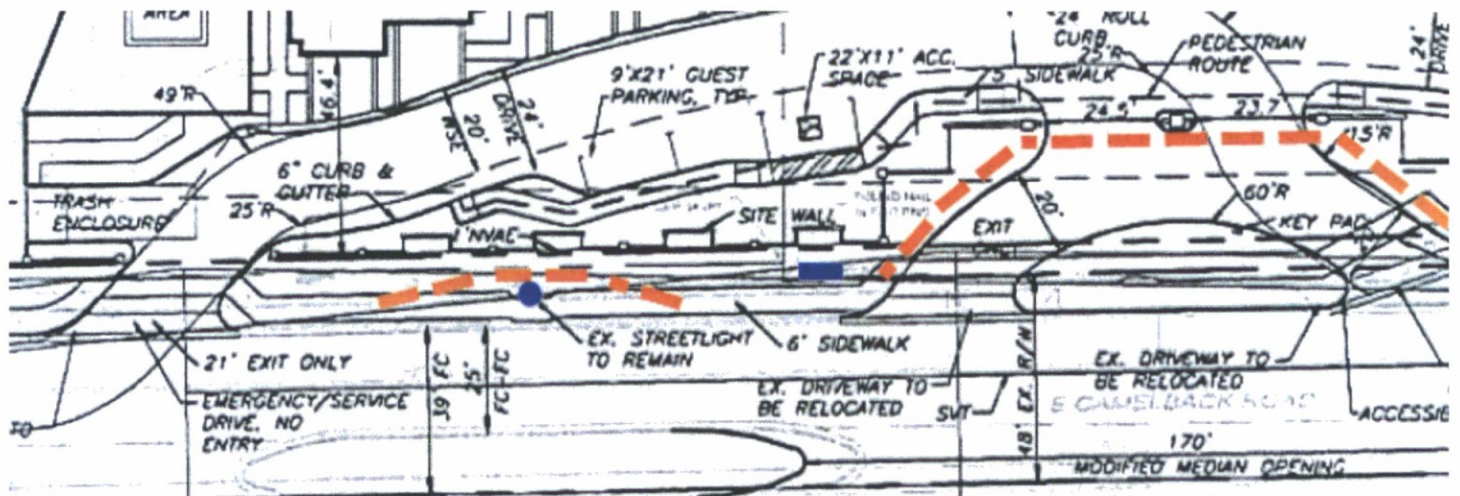 AREA
49'R
46.4'
20'
WSE
24'
DRIVE
9'X21' GUEST
PARKING, TYP.
22'X11' ACC.
SPACE
24' ROLL
CURB
25'R
PEDESTRIAN
ROUTE
24'
DRIVE
5' SIDEWALK
24.5'
23.7'
15'R
6" CURB &
GUTTER
TRASH
ENCLOSURE
25'R
SITE WALL
EXIT
20'
60'R
KEY PAD
21' EXIT ONLY
EMERGENCY/SERVICE
DRIVE, NO
ENTRY
39' FC
25'
FC-FC
EX. STREETLIGHT
TO REMAIN
6' SIDEWALK
EX. DRIVEWAY TO
BE RELOCATED
SVT
48' EX. R/W
EX. DRIVEWAY TO
BE RELOCATED
E CAMELBACK ROAD
170'
MODIFIED MEDIAN OPENING